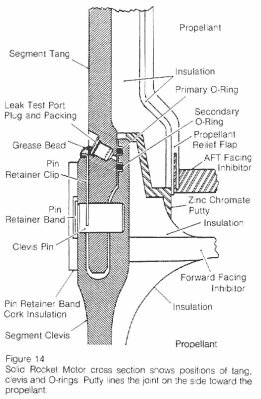 Propellant
Segment Tang
Insulation
Primary O-Ring
Secondary
O-Ring
Leak Test Port
Plug and Packing
Propellant
Relief Flap
Grease Bead
AFT Facing
Inhibitor
Pin
Retainer Clip
Zinc Chromate
Putty
Pin
Retainer Band
Insulation
Clevis Pin
Forward Facing
Inhibitor
Pin Retainer Band
Cork Insulation
Insulation
Segment Clevis
Propellant
Figure 14
Solid Rocket Motor cross section shows positions of tang,
clevis and O-rings. Putty lines the joint on the side toward the
propellant.